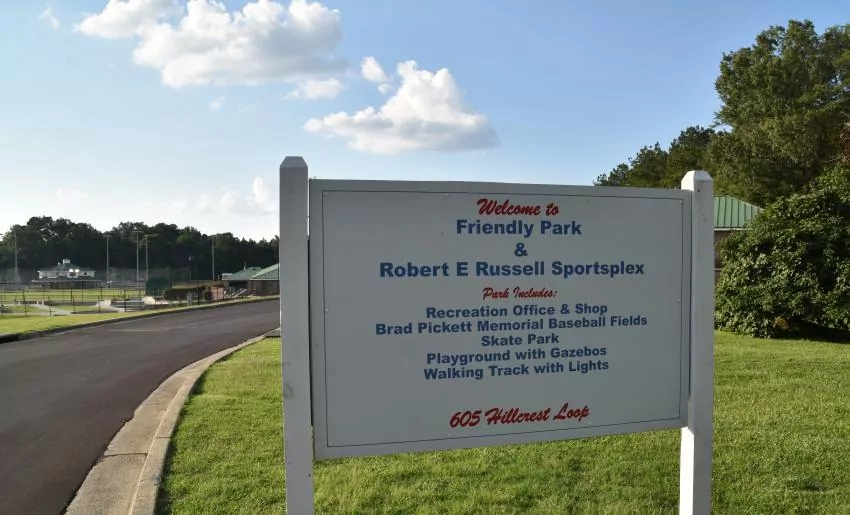 Welcome to
Friendly Park
&
Robert E Russell Sportsplex
Park Includes:
Recreation Office & Shop
Brad Pickett Memorial Baseball Fields
Skate Park
Playground with Gazebos
Walking Track with Lights
605 Hillcrest Loop